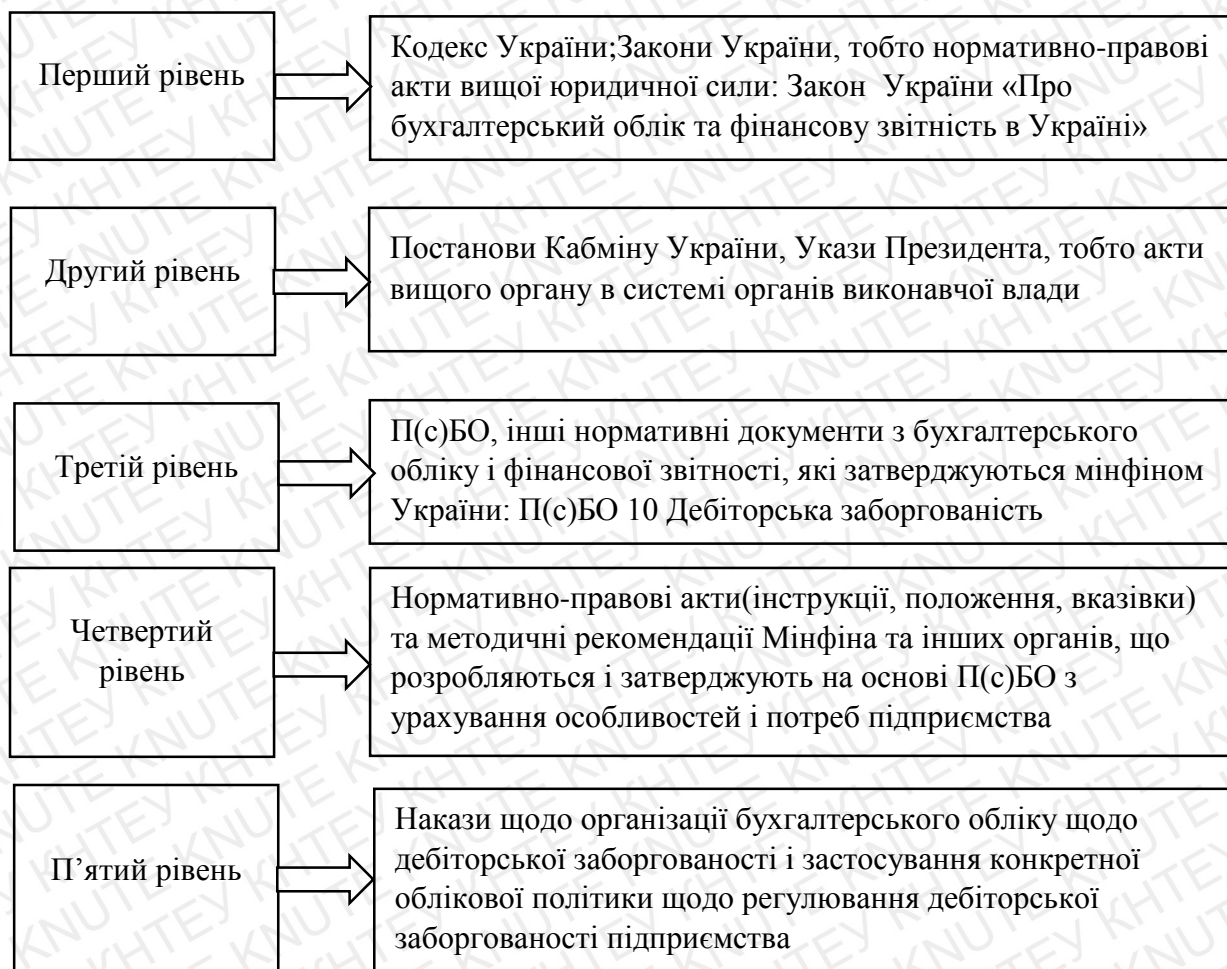 Перший рівень
Кодекс України;Закони України, тобто нормативно-правові
акти вищої юридичної сили: Закон України «Про
бухгалтерський облік та фінансову звітність в Україні»
Другий рівень
Постанови Кабміну України, Укази Президента, тобто акти
вищого органу в системі органів виконавчої влади
Третій рівень
П(с)БО, інші нормативні документи з бухгалтерського
обліку і фінансової звітності, які затверджуються мінфіном
України: П(с)БО 10 Дебіторська заборгованість
Четвертий
рівень
Нормативно-правові акти(інструкції, положення, вказівки)
та методичні рекомендації Мінфіна та інших органів, що
розробляються і затверджують на основі П(с)БО з
урахування особливостей і потреб підприємства
П’ятий рівень
Накази щодо організації бухгалтерського обліку щодо
дебіторської заборгованості і застосування конкретної
облікової політики щодо регулювання дебіторської
заборгованості підприємства